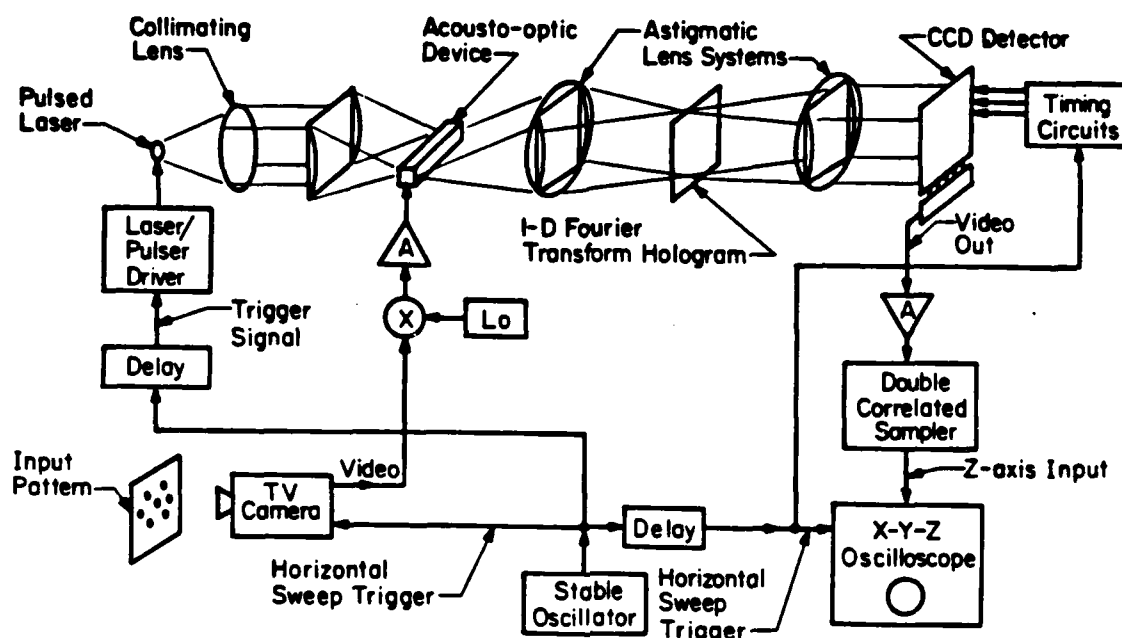 Collimating
Lens
Acousto-optic
Device
Astigmatic
Lens Systems
CCD Detector
Pulsed
Laser
Timing
Circuits
Laser/
Pulser
Driver
A
1-D Fourier
Transform Hologram
Video
Out
Trigger
Signal
X
Lo
A
Delay
Double
Correlated
Sampler
Input
Pattern
Video
Z-axis Input
TV
Camera
Delay
X-Y-Z
Oscilloscope
Horizontal
Sweep Trigger
Stable
Oscillator
Horizontal
Sweep
Trigger